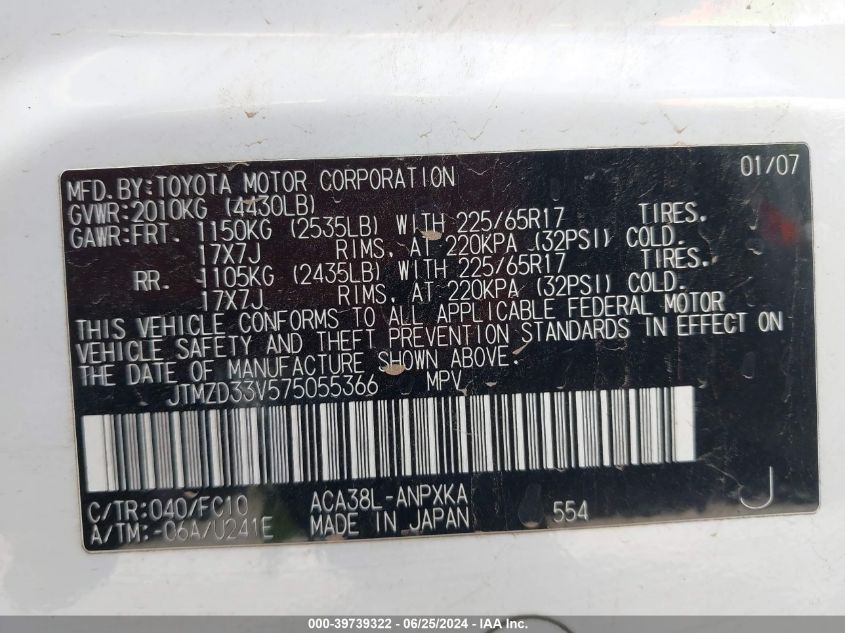 MFD. BY:TOYOTA MOTOR CORPORATION 01/07
GVWR:2010KG (4430LB)
GAWR:FRT. 1150KG (2535LB) WITH 225/65R17 TIRES.
17X7J RIMS, AT 220KPA (32PSI) COLD.
RR. 1105KG (2435LB) WITH 225/65R17 TIRES.
17X7J RIMS, AT 220KPA (32PSI) COLD.
THIS VEHICLE CONFORMS TO ALL APPLICABLE FEDERAL MOTOR
VEHICLE SAFETY AND THEFT PREVENTION STANDARDS IN EFFECT ON
THE DATE OF MANUFACTURE SHOWN ABOVE.
JTMZD33V575055366 MPV
C/TR:040/FC10 ACA38L-ANPXKA
A/TM:-06A/U241E MADE IN JAPAN 554 J
000-39739322 - 06/25/2024 - IAA Inc.